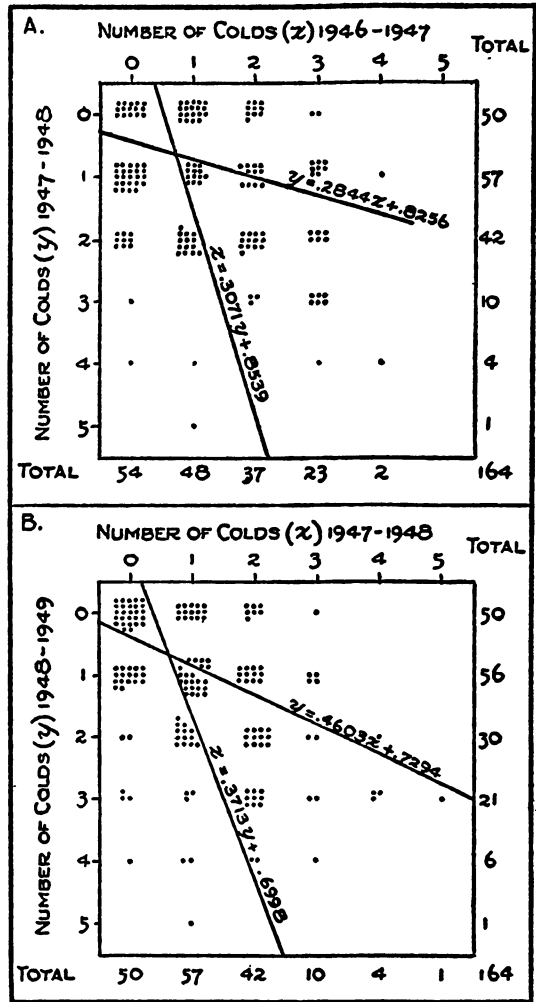 A.
NUMBER OF COLDS (x) 1946-1947
TOTAL
0 1 2 3 4 5
NUMBER OF COLDS (y) 1947-1948
0 50
1 57
2 42
3 10
4 4
5 1
y=.2844x+.8256
x=.3071y+.8539
TOTAL 54 48 37 23 2 164
B.
NUMBER OF COLDS (x) 1947-1948
TOTAL
0 1 2 3 4 5
NUMBER OF COLDS (y) 1948-1949
0 50
1 56
2 30
3 21
4 6
5 1
y=.4603x+.7294
x=.3713y+.6998
TOTAL 50 57 42 10 4 1 164